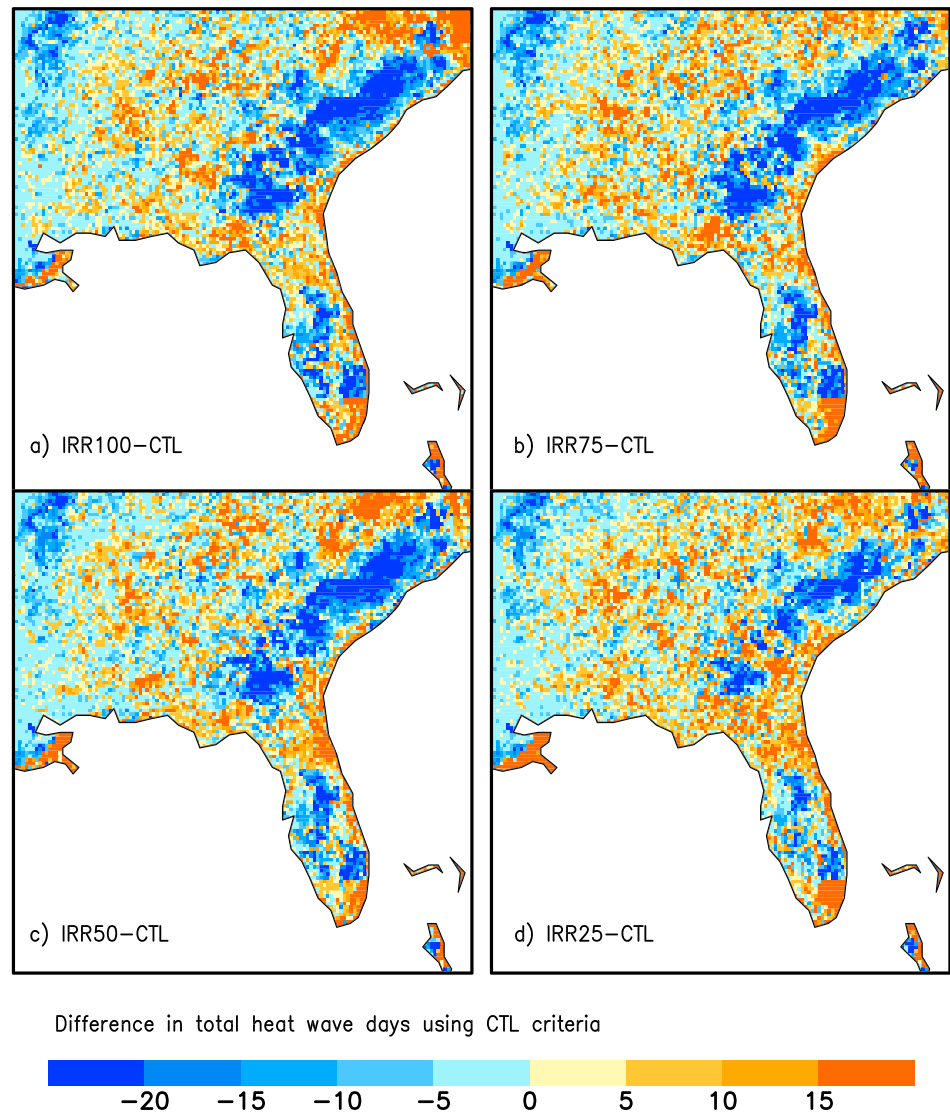 a) IRR100−CTL
b) IRR75−CTL
c) IRR50−CTL
d) IRR25−CTL
Difference in total heat wave days using CTL criteria
−20 −15 −10 −5 0 5 10 15